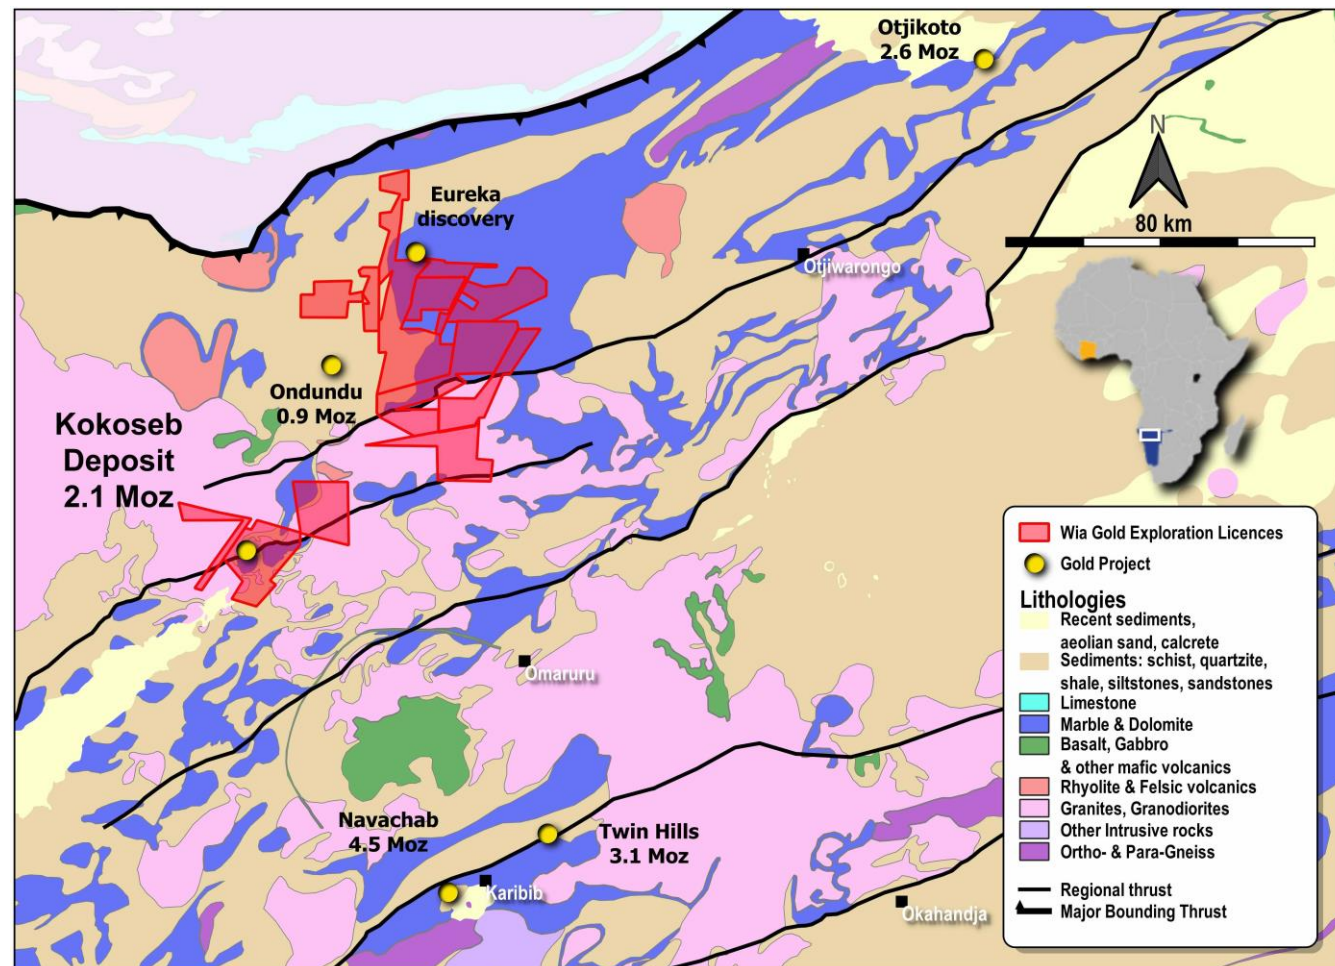 Otjikoto
2.6 Moz
N
80 km
Eureka
discovery
Otjiwarongo
Ondundu
0.9 Moz
Kokoseb
Deposit
2.1 Moz
Omaruru
Navachab
4.5 Moz
Twin Hills
3.1 Moz
Karibib
Okahandja
Wia Gold Exploration Licences
Gold Project
Lithologies
Recent sediments,
aeolian sand, calcrete
Sediments: schist, quartzite,
shale, siltstones, sandstones
Limestone
Marble & Dolomite
Basalt, Gabbro
& other mafic volcanics
Rhyolite & Felsic volcanics
Granites, Granodiorites
Other Intrusive rocks
Ortho- & Para-Gneiss
Regional thrust
Major Bounding Thrust